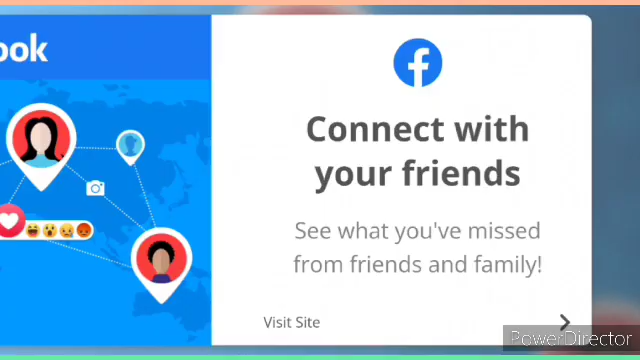 ook
Connect with
your friends
See what you've missed
from friends and family!
Visit Site
PowerDirector